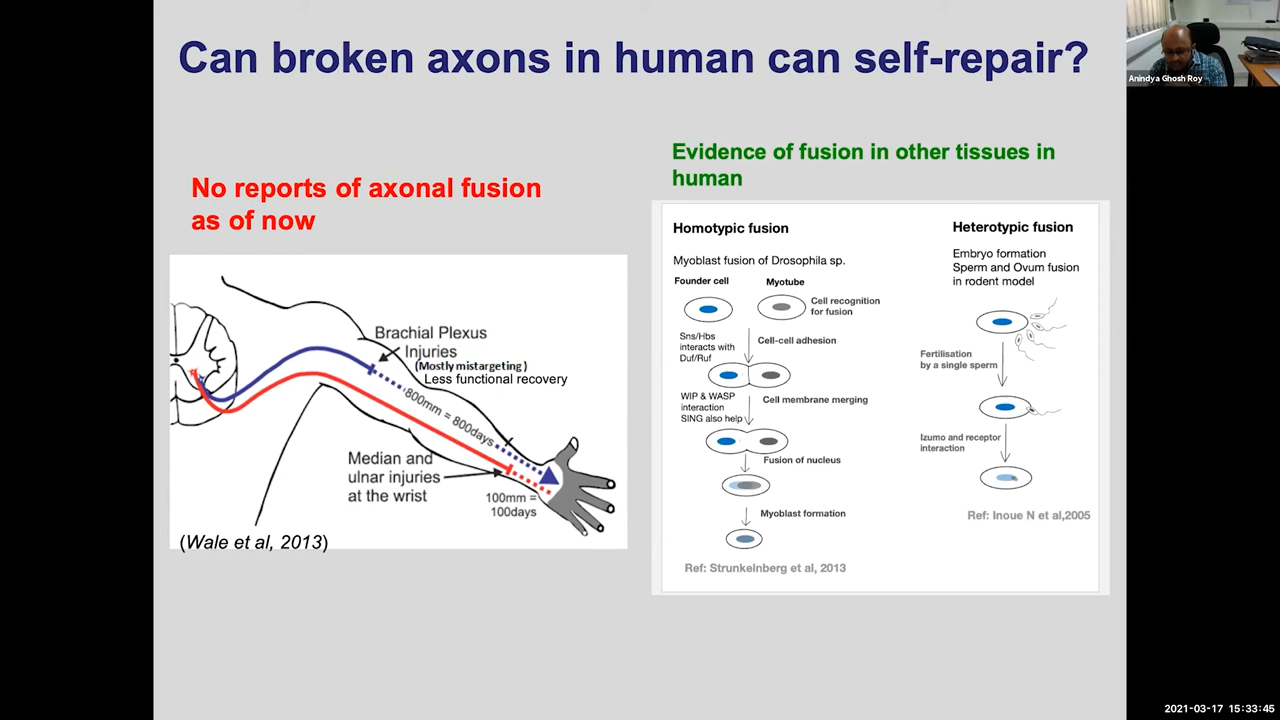 Can broken axons in human can self-repair?
Anindya Ghosh Roy
No reports of axonal fusion
as of now
Brachial Plexus
Injuries
(Mostly mistargeting )
Less functional recovery
800mm = 800days
Median and
ulnar injuries
at the wrist
100mm =
100days
(Wale et al, 2013)
Evidence of fusion in other tissues in
human
Homotypic fusion
Myoblast fusion of Drosophila sp.
Founder cell
Myotube
Cell recognition
for fusion
Sns/Hbs
interacts with
Duf/Ruf
Cell-cell adhesion
WIP & WASP
interaction
SING also help
Cell membrane merging
Fusion of nucleus
Myoblast formation
Ref: Strunkelnberg et al, 2013
Heterotypic fusion
Embryo formation
Sperm and Ovum fusion
in rodent model
Fertilisation
by a single sperm
Izumo and receptor
interaction
Ref: Inoue N et al,2005
2021-03-17 15:33:45